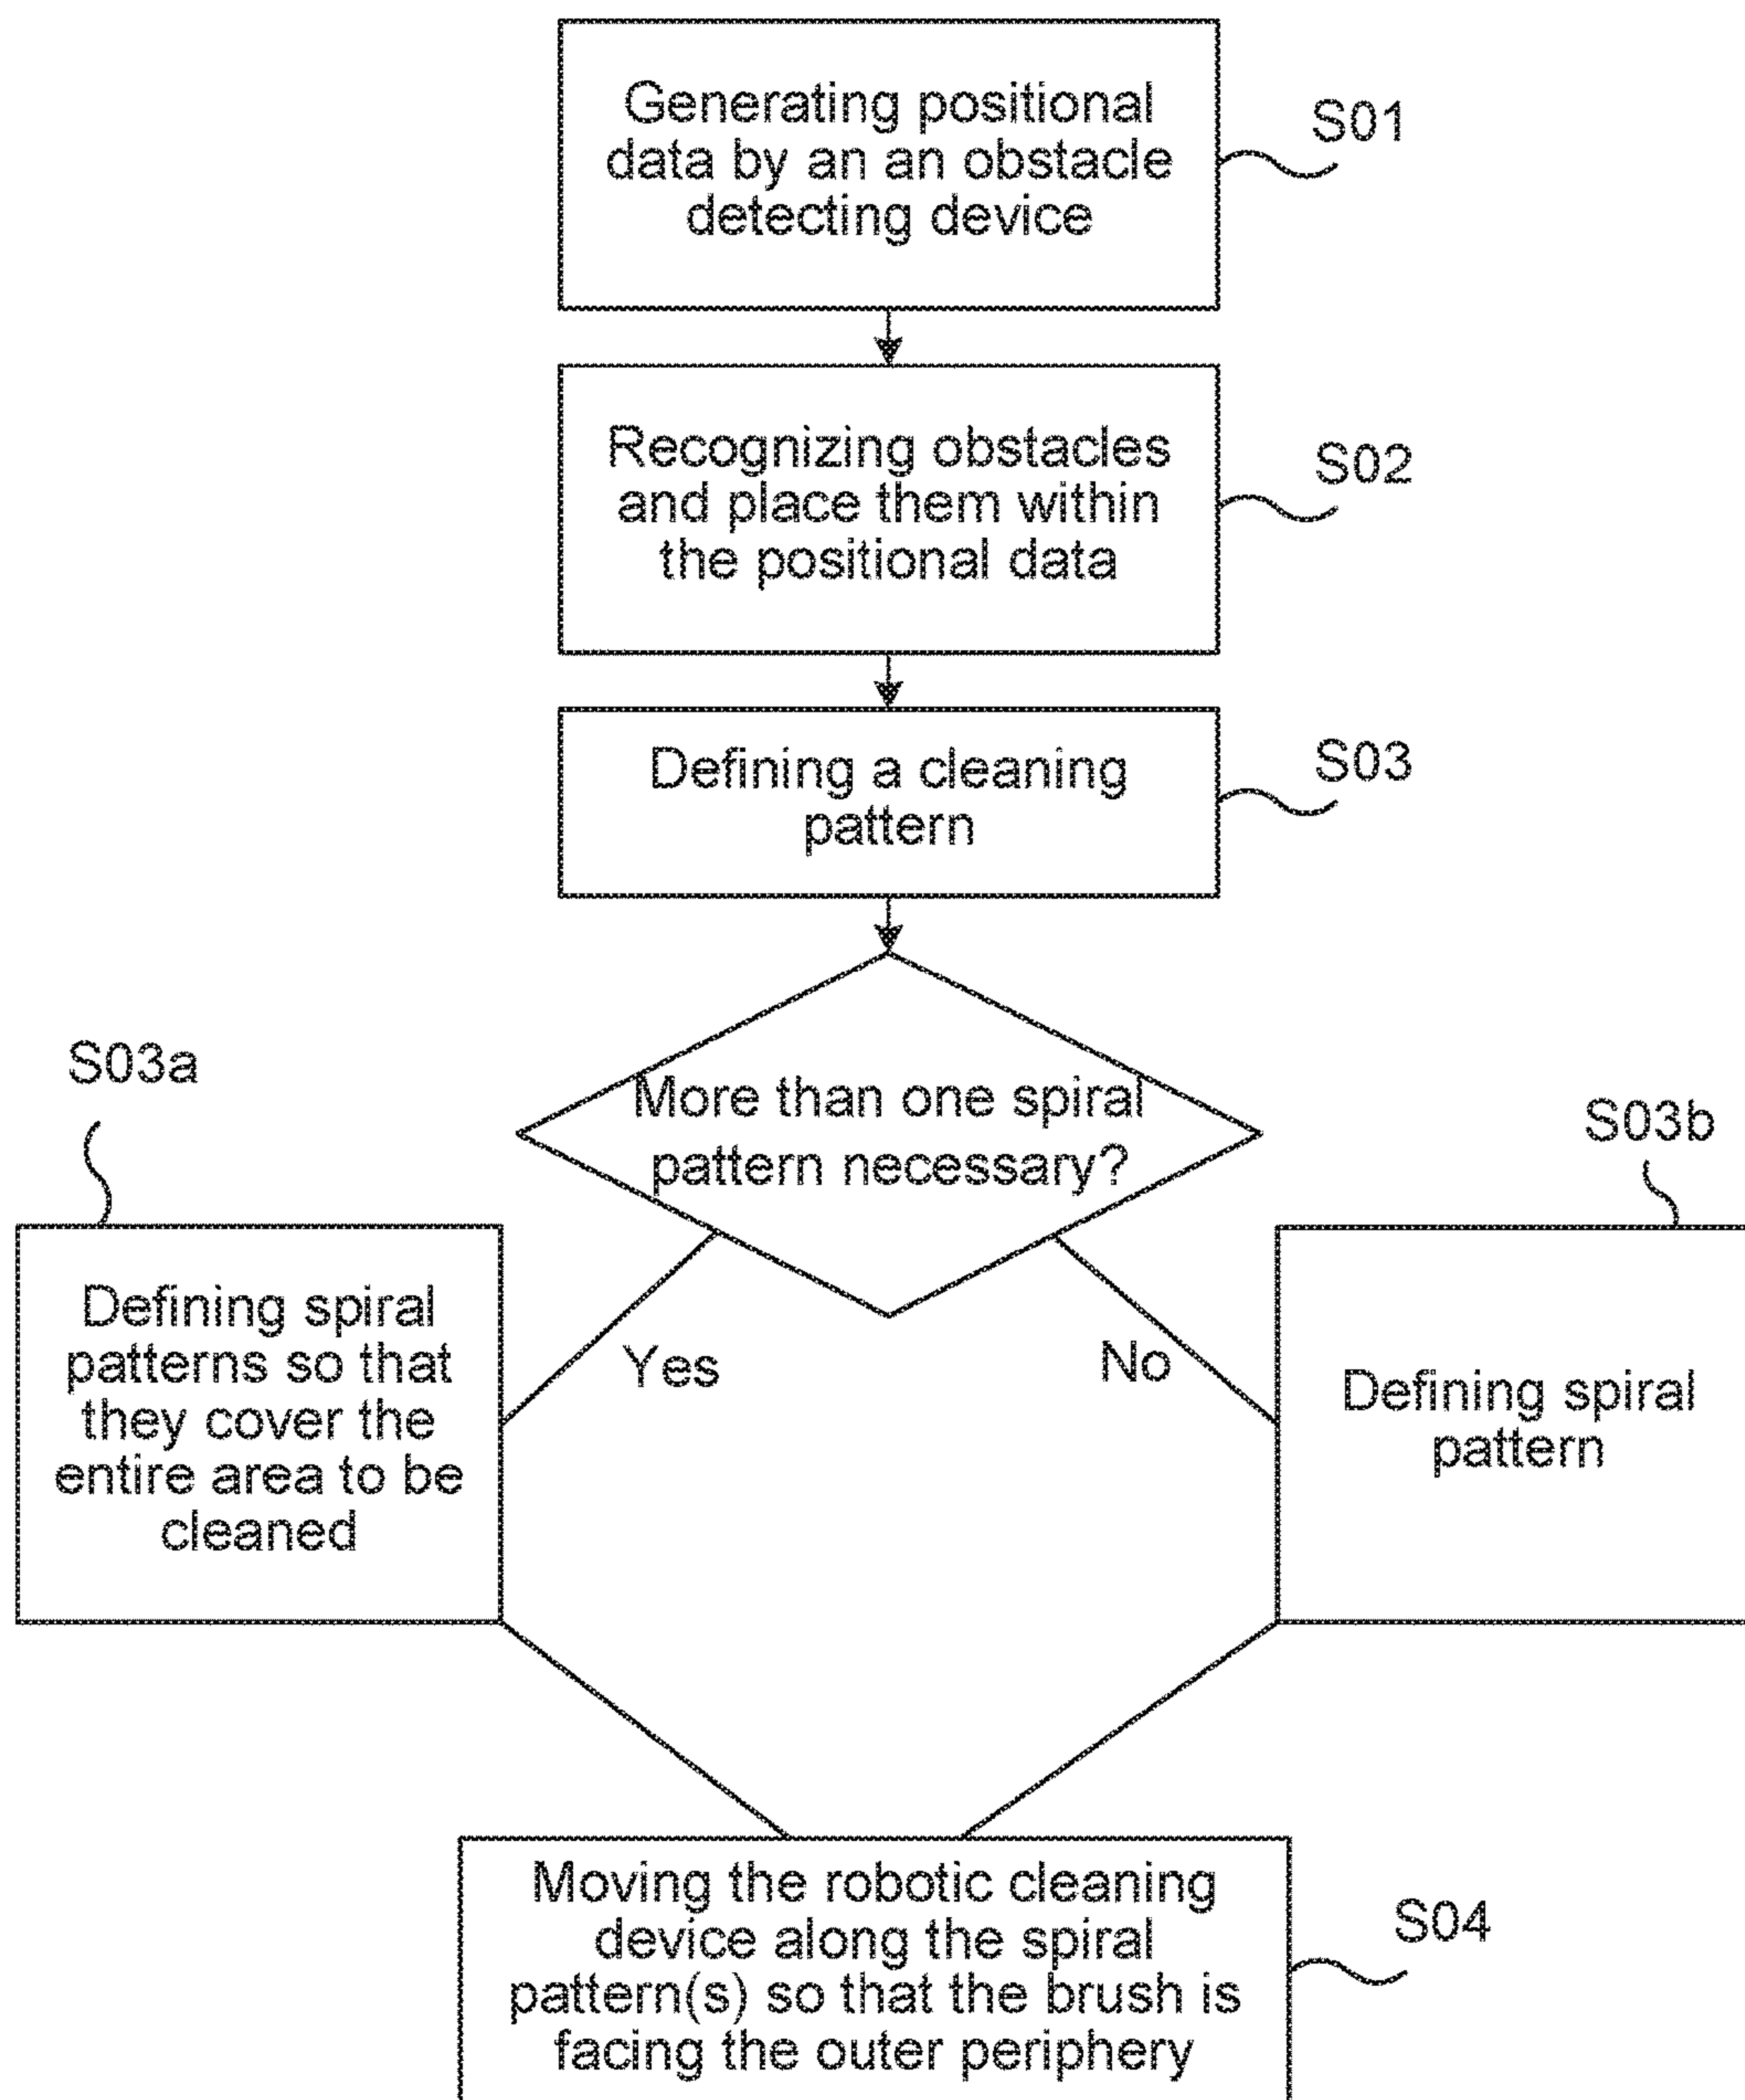 Generating positional
data by an an obstacle
detecting device
S01
Recognizing obstacles
and place them within
the positional data
S02
Defining a cleaning
pattern
S03
More than one spiral
pattern necessary?
S03a
S03b
Yes
No
Defining spiral
patterns so that
they cover the
entire area to be
cleaned
Defining spiral
pattern
Moving the robotic cleaning
device along the spiral
pattern(s) so that the brush is
facing the outer periphery
S04